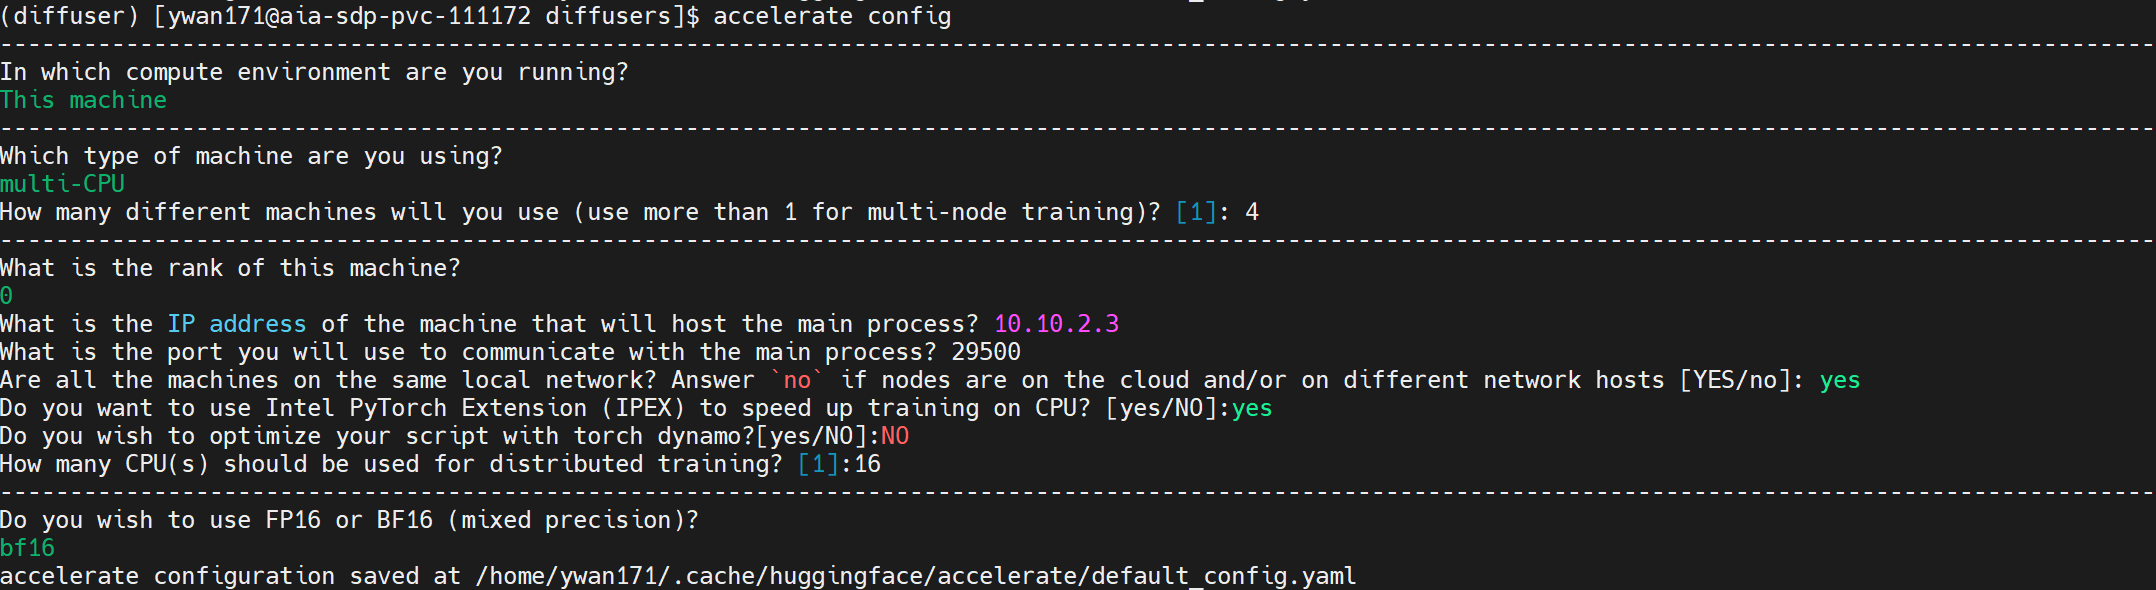 (diffuser) [ywan171@aia-sdp-pvc-111172 diffusers]$ accelerate config
In which compute environment are you running?
This machine
Which type of machine are you using?
multi-CPU
How many different machines will you use (use more than 1 for multi-node training)? [1]: 4
What is the rank of this machine?
0
What is the IP address of the machine that will host the main process? 10.10.2.3
What is the port you will use to communicate with the main process? 29500
Are all the machines on the same local network? Answer `no` if nodes are on the cloud and/or on different network hosts [YES/no]: yes
Do you want to use Intel PyTorch Extension (IPEX) to speed up training on CPU? [yes/NO]:yes
Do you wish to optimize your script with torch dynamo?[yes/NO]:NO
How many CPU(s) should be used for distributed training? [1]:16
Do you wish to use FP16 or BF16 (mixed precision)?
bf16
accelerate configuration saved at /home/ywan171/.cache/huggingface/accelerate/default_config.yaml